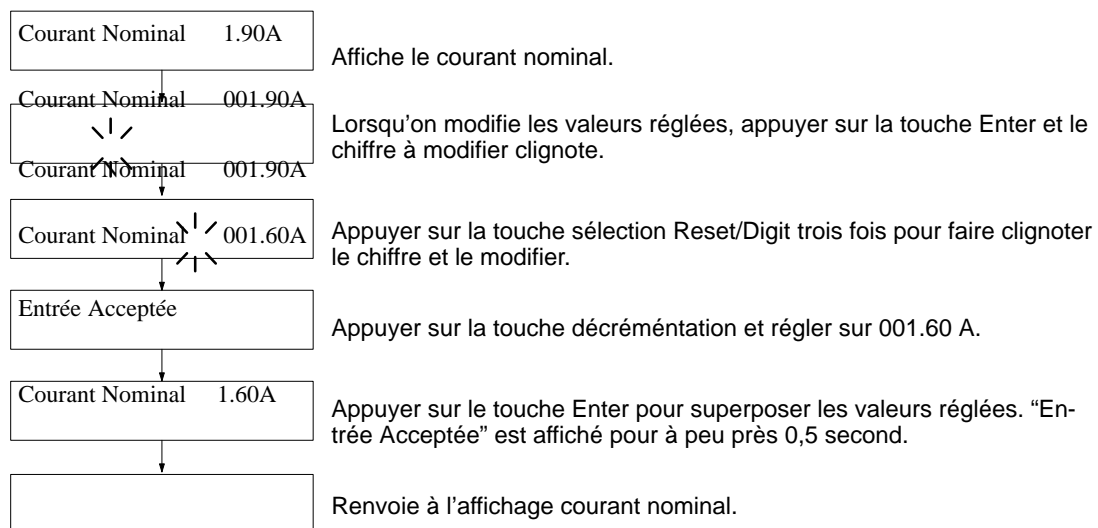 Courant Nominal 1.90A
Affiche le courant nominal.
Courant Nominal 001.90A
Lorsqu'on modifie les valeurs réglées, appuyer sur la touche Enter et le
chiffre à modifier clignote.
Courant Nominal 001.90A
Courant Nominal 001.60A
Appuyer sur la touche sélection Reset/Digit trois fois pour faire clignoter
le chiffre et le modifier.
Entrée Acceptée
Appuyer sur la touche décréméntation et régler sur 001.60 A.
Courant Nominal 1.60A
Appuyer sur le touche Enter pour superposer les valeurs réglées. “En-
trée Acceptée” est affiché pour à peu près 0,5 second.
Renvoie à l'affichage courant nominal.